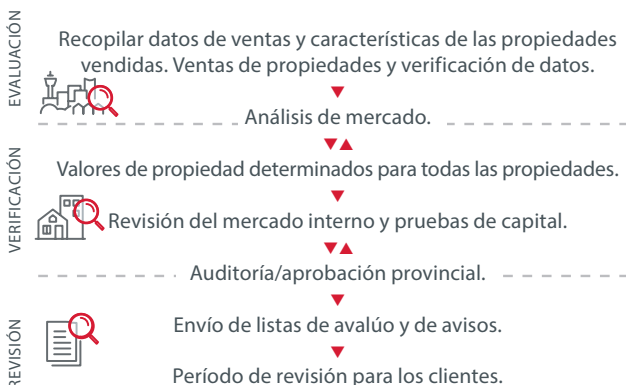 EVALUACIÓN
Recopilar datos de ventas y características de las propiedades
vendidas. Ventas de propiedades y verificación de datos.
Análisis de mercado.
VERIFICACIÓN
Valores de propiedad determinados para todas las propiedades.
Revisión del mercado interno y pruebas de capital.
Auditoría/aprobación provincial.
REVISIÓN
Envío de listas de avalúo y de avisos.
Período de revisión para los clientes.